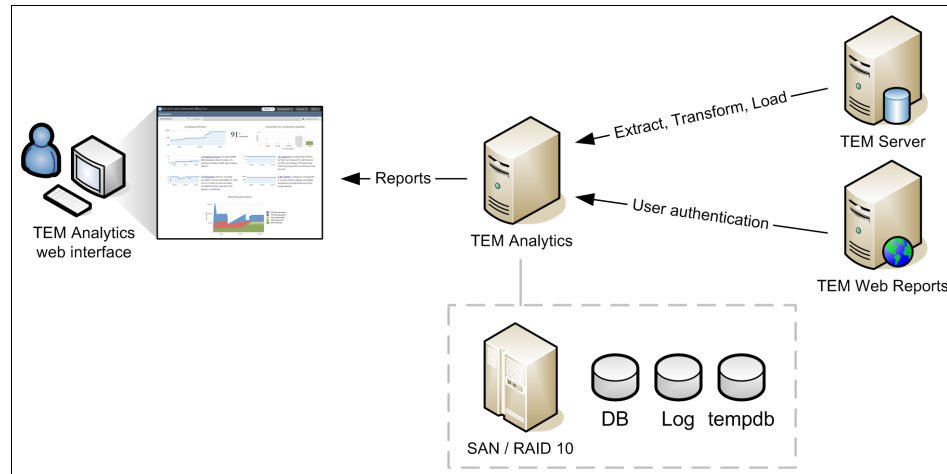 Extract, Transform, Load
TEM Server
91
Reports
User authentication
TEM Analytics
web interface
TEM Analytics
TEM Web Reports
SAN / RAID 10
DB
Log
tempdb